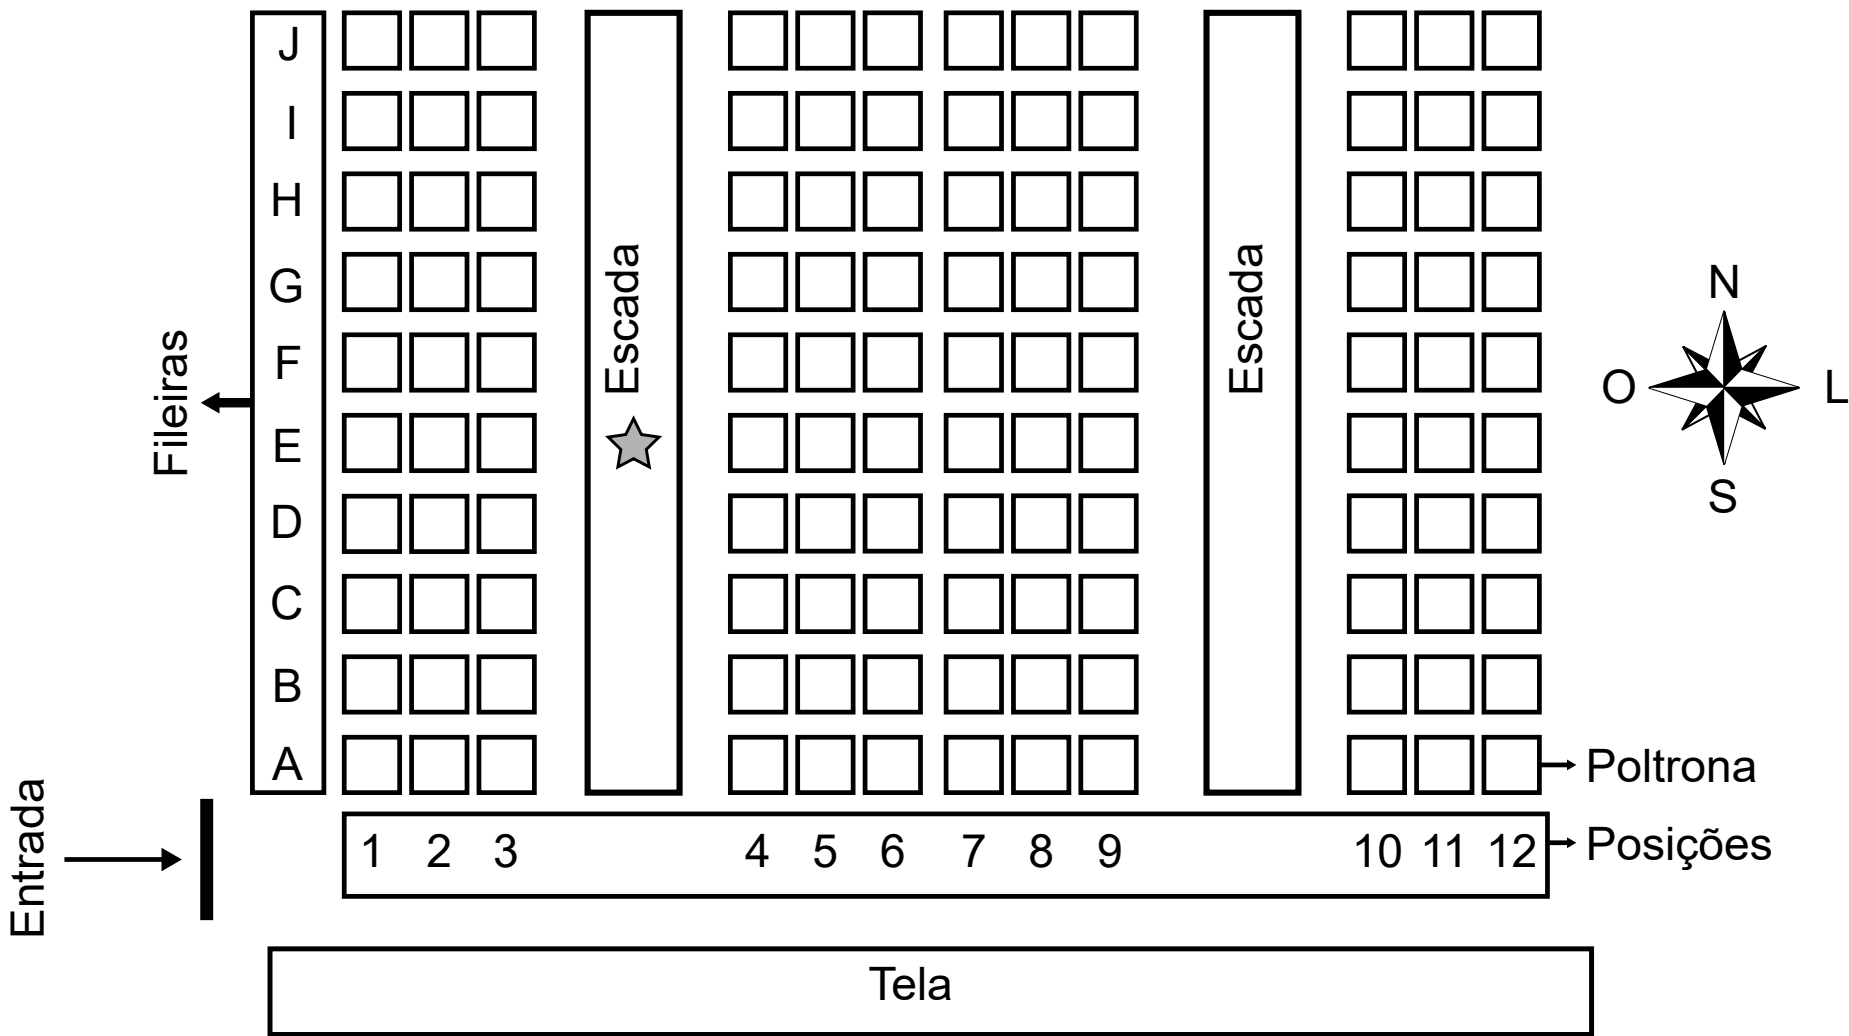 J
I
H
G
F
E
D
C
B
A
Fileiras
Escada
Escada
N
O
L
S
Entrada
Poltrona
1 2 3 4 5 6 7 8 9 10 11 12
Posições
Tela